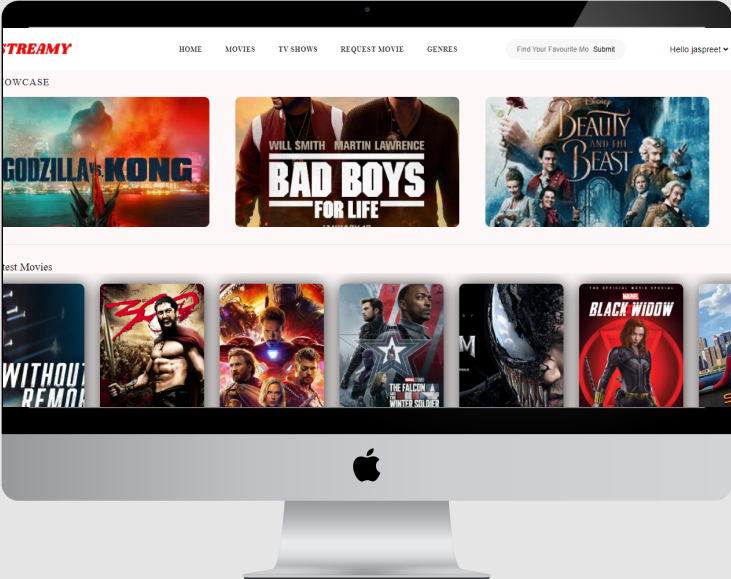 STREAMY
HOME
MOVIES
TV SHOWS
REQUEST MOVIE
GENRES
Find Your Favourite Mo
Submit
Hello jaspreet
OWCASE
GODZILLA VS. KONG
WILL SMITH MARTIN LAWRENCE
BAD BOYS
FOR LIFE
Disney
BEAUTY
AND THE
BEAST
test Movies
WITHOUT
REMOR
300
THE FALCON
AND THE
WINTER SOLDIER
M
THE OFFICIAL MOVIE SPECIAL
MARVEL
BLACK WIDOW